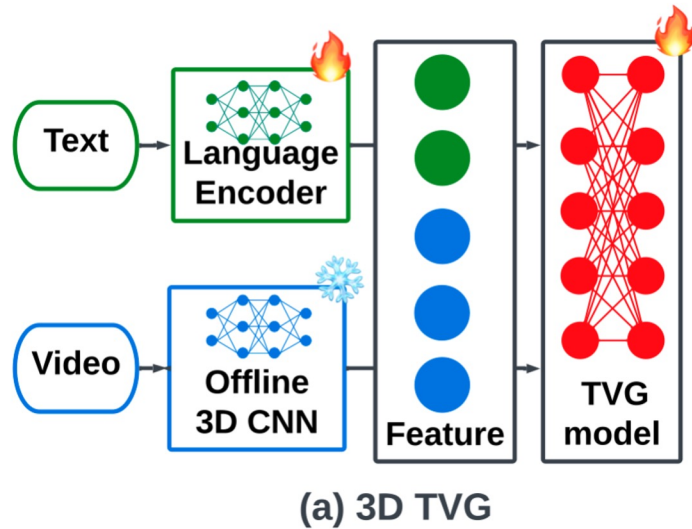 Text
Language
Encoder
Video
Offline
3D CNN
Feature
TVG
model
(a) 3D TVG